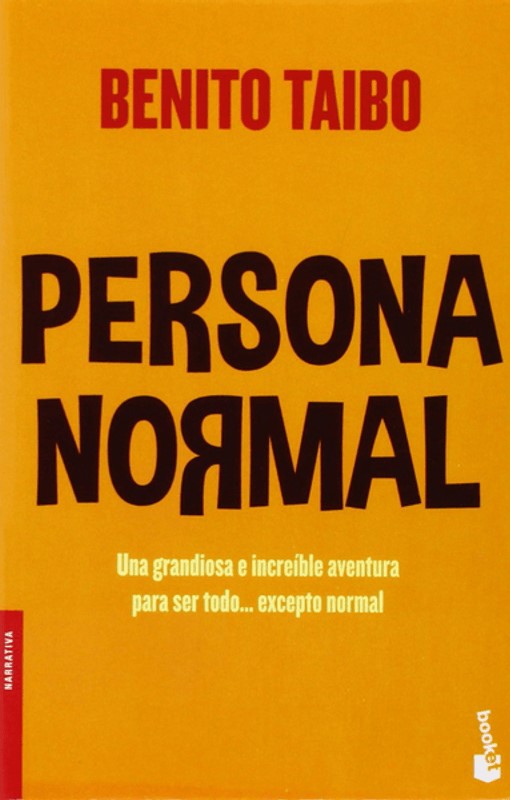 BENITO TAIBO
PERSONA
NORMAL
Una grandiosa e increíble aventura
para ser todo... excepto normal
NARRATIVA
booket